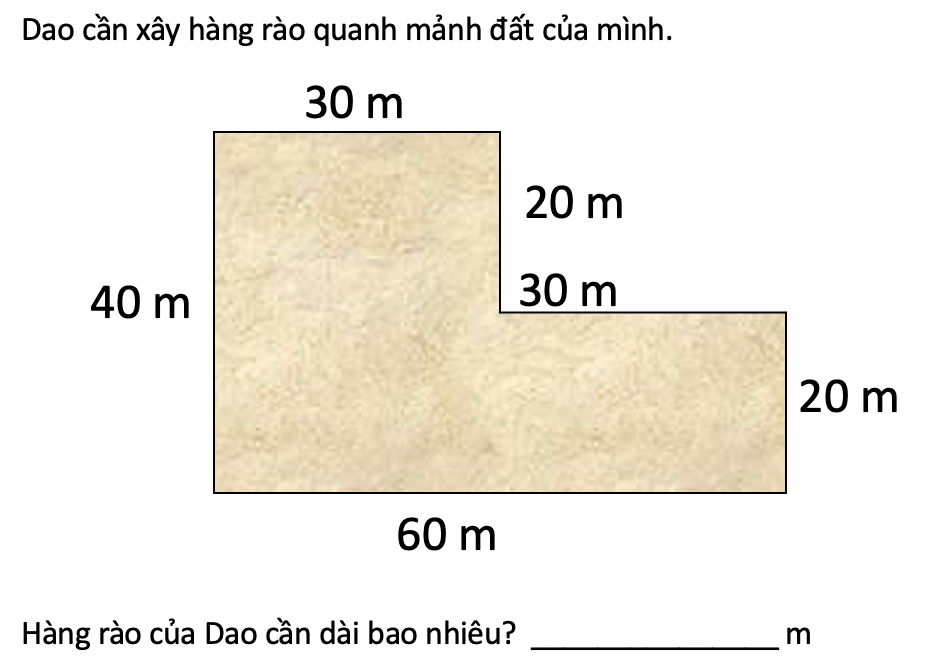 Dao cần xây hàng rào quanh mảnh đất của mình.
30 m
20 m
30 m
40 m
20 m
60 m
Hàng rào của Dao cần dài bao nhiêu? _______________ m